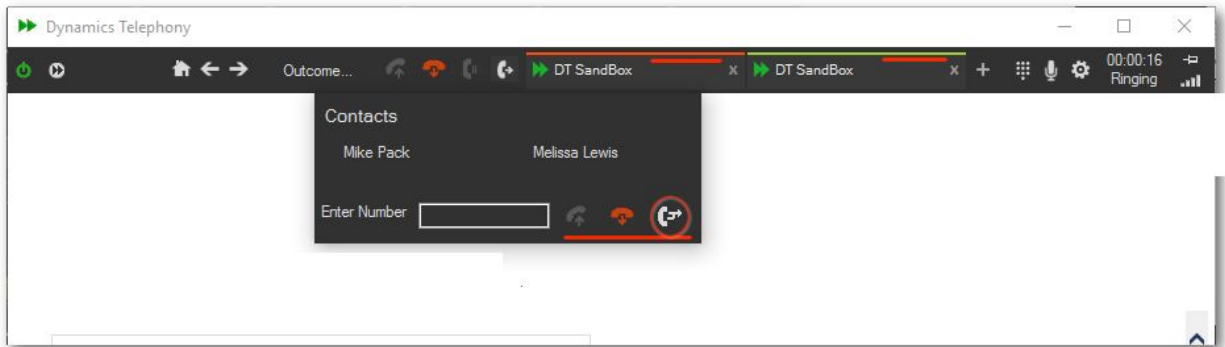 Dynamics Telephony
Outcome... DT SandBox x DT SandBox x + 00:00:16
Ringing
Contacts
Mike Pack Melissa Lewis
Enter Number